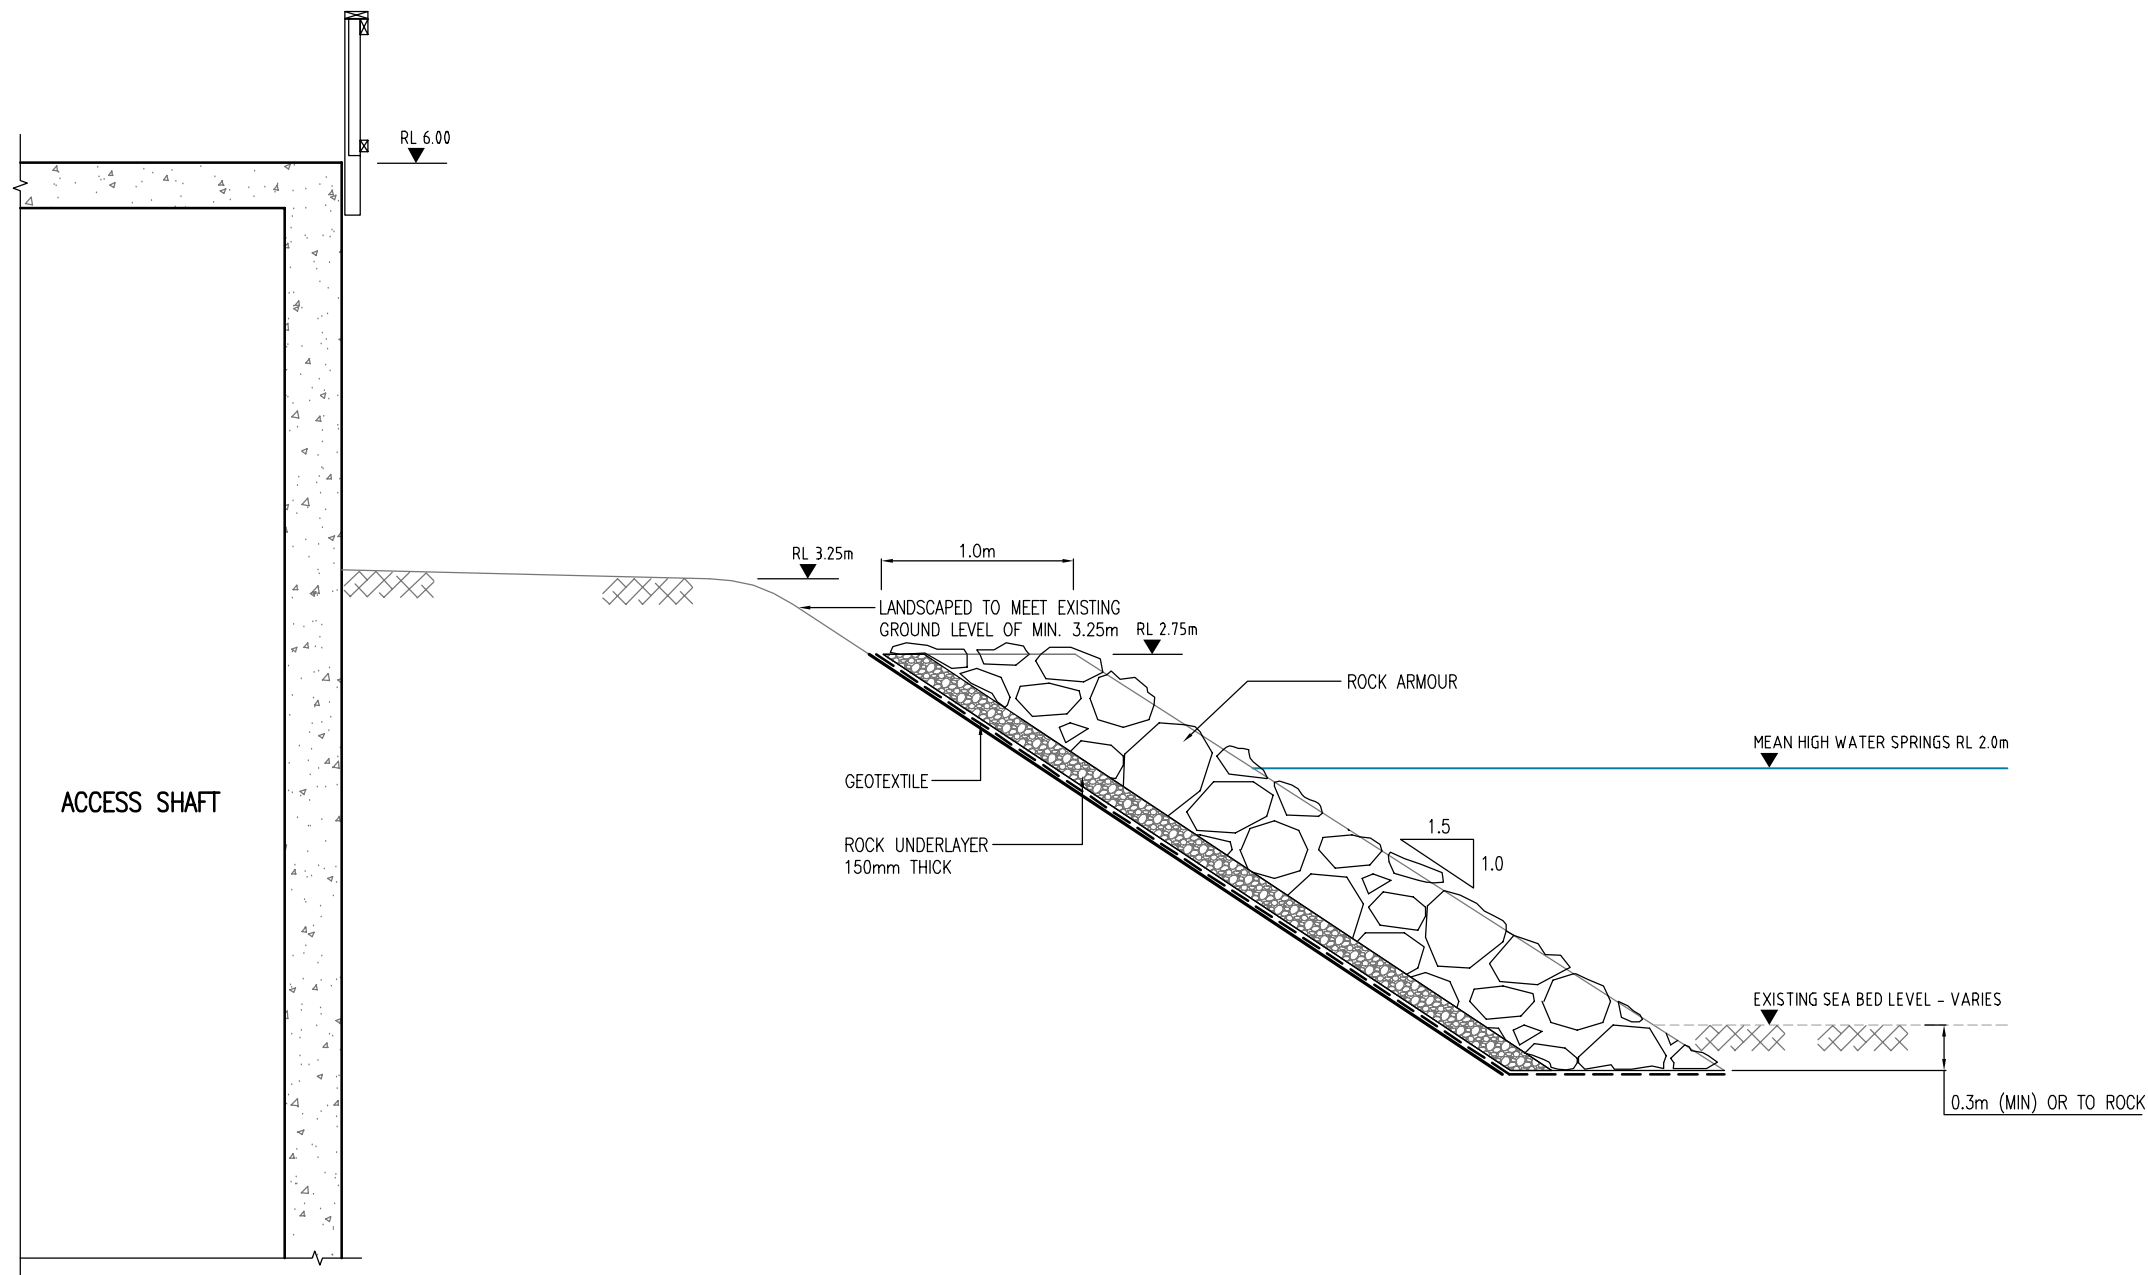 RL 6.00
RL 3.25m
1.0m
LANDSCAPED TO MEET EXISTING
GROUND LEVEL OF MIN. 3.25m
RL 2.75m
ROCK ARMOUR
MEAN HIGH WATER SPRINGS RL 2.0m
GEOTEXTILE
ACCESS SHAFT
1.5
1.0
ROCK UNDERLAYER
150mm THICK
EXISTING SEA BED LEVEL - VARIES
0.3m (MIN) OR TO ROCK